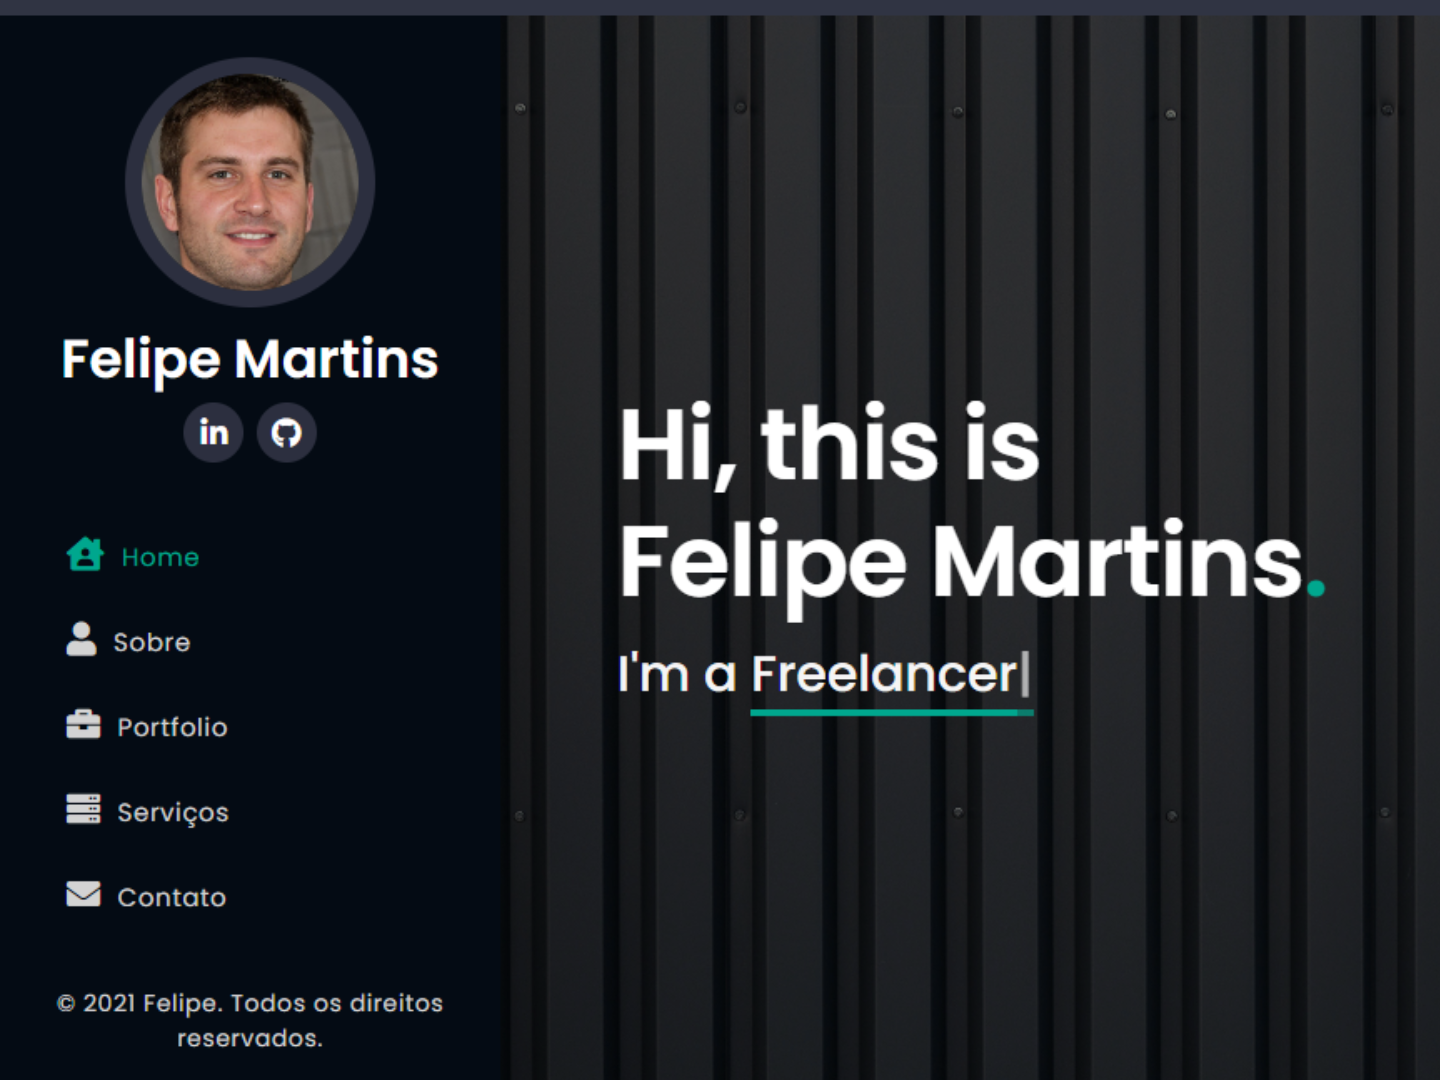 Felipe Martins
in
Home
Sobre
Portfolio
Serviços
Contato
© 2021 Felipe. Todos os direitos
reservados.
Hi, this is
Felipe Martins.
I'm a Freelancer|